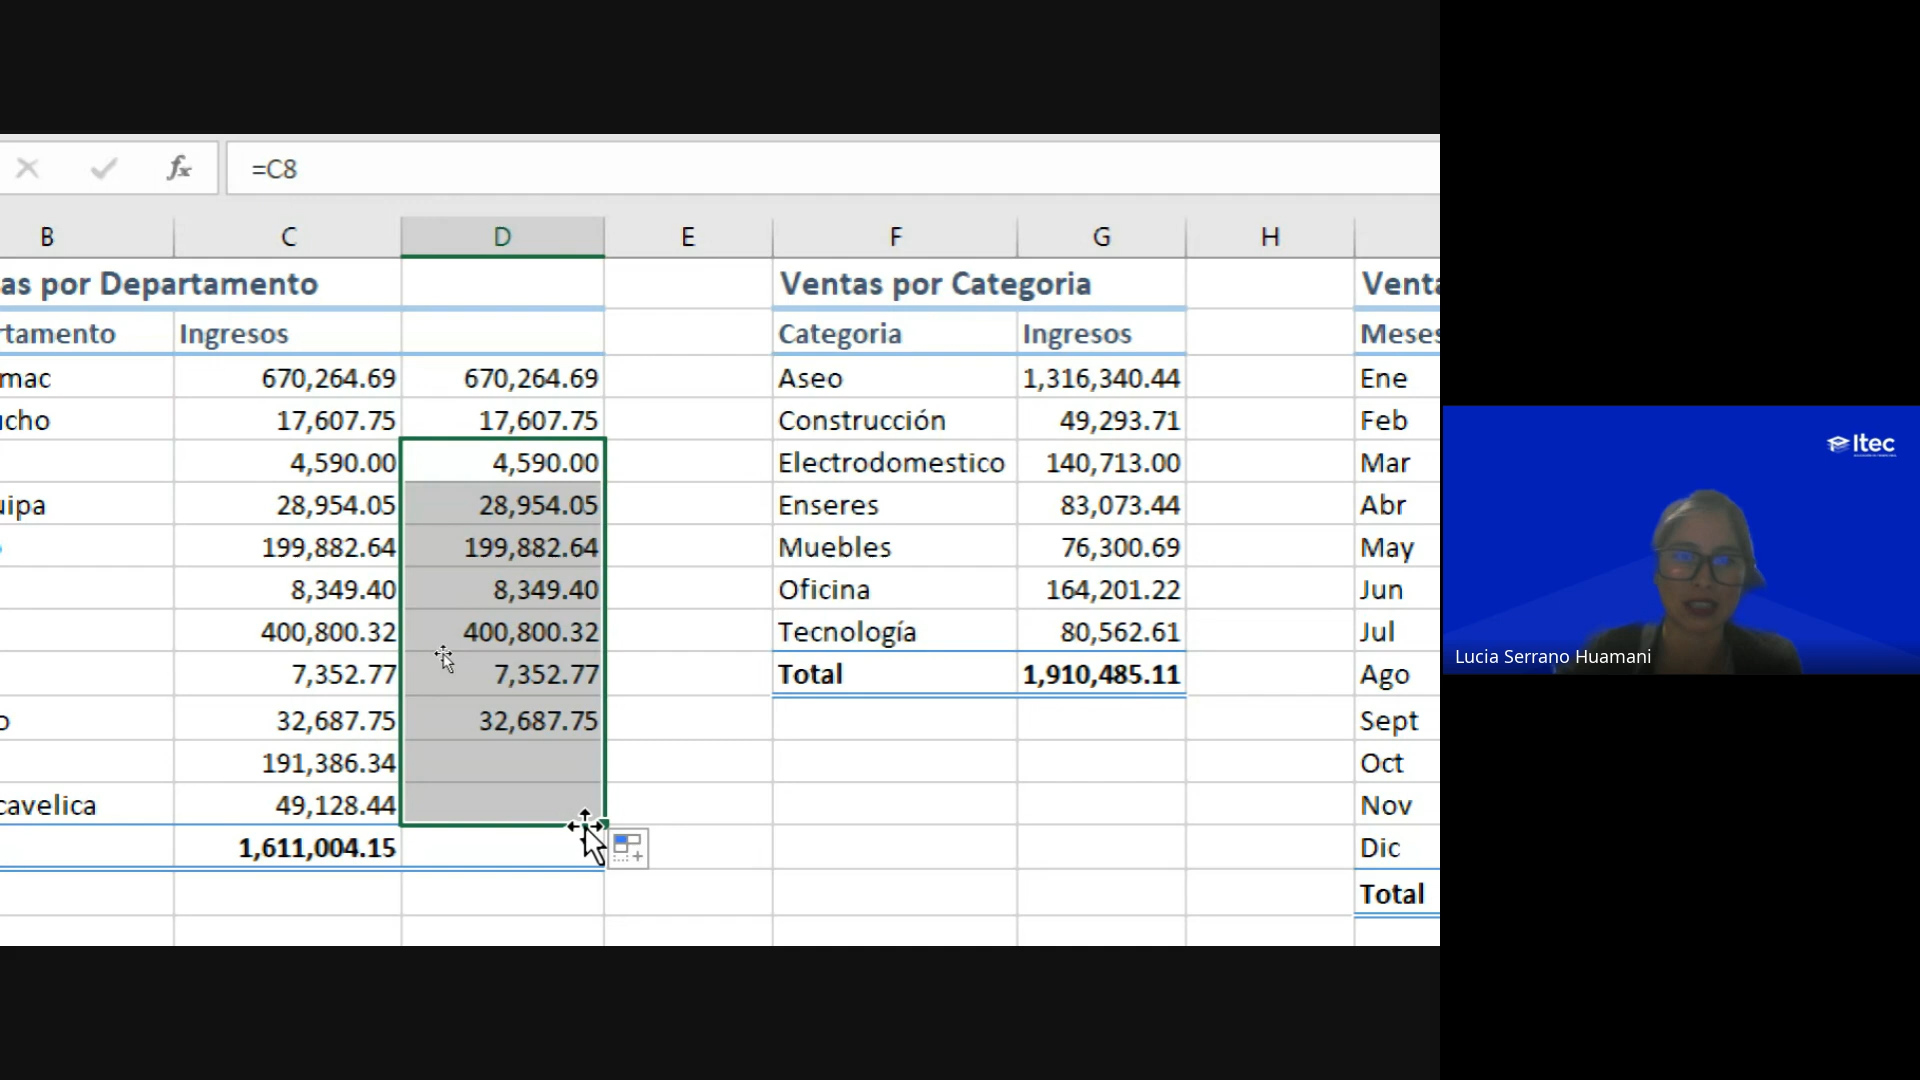 fx =C8
B C D E F G H
as por Departamento Ventas por Categoria Venta
rtamento Ingresos Categoria Ingresos Meses
mac 670,264.69 670,264.69 Aseo 1,316,340.44 Ene
ucho 17,607.75 17,607.75 Construcción 49,293.71 Feb
4,590.00 4,590.00 Electrodomestico 140,713.00 Mar
uipa 28,954.05 28,954.05 Enseres 83,073.44 Abr
199,882.64 199,882.64 Muebles 76,300.69 May
8,349.40 8,349.40 Oficina 164,201.22 Jun
400,800.32 400,800.32 Tecnología 80,562.61 Jul
7,352.77 7,352.77 Total 1,910,485.11 Ago
o 32,687.75 32,687.75 Sept
191,386.34 Oct
cavelica 49,128.44 Nov
1,611,004.15 Dic
Total
Itec
Lucia Serrano Huamani